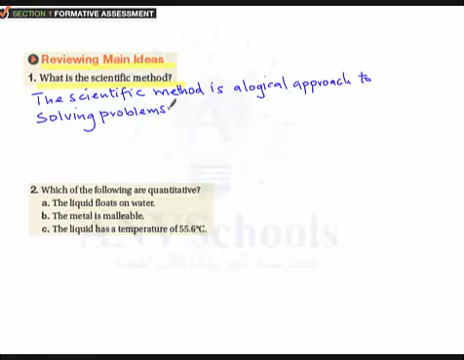 SECTION 1 FORMATIVE ASSESSMENT
Reviewing Main Ideas
1. What is the scientific method?
The scientific method is a logical approach to
Solving problems.
2. Which of the following are quantitative?
a. The liquid floats on water.
b. The metal is malleable.
c. The liquid has a temperature of 55.6°C.
ANVSchools